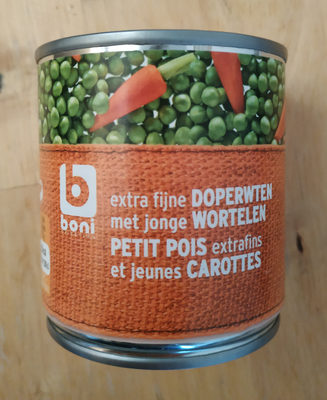 boni
extra fijne DOPERWTEN
met jonge WORTELEN
PETIT POIS extrafins
et jeunes CAROTTES